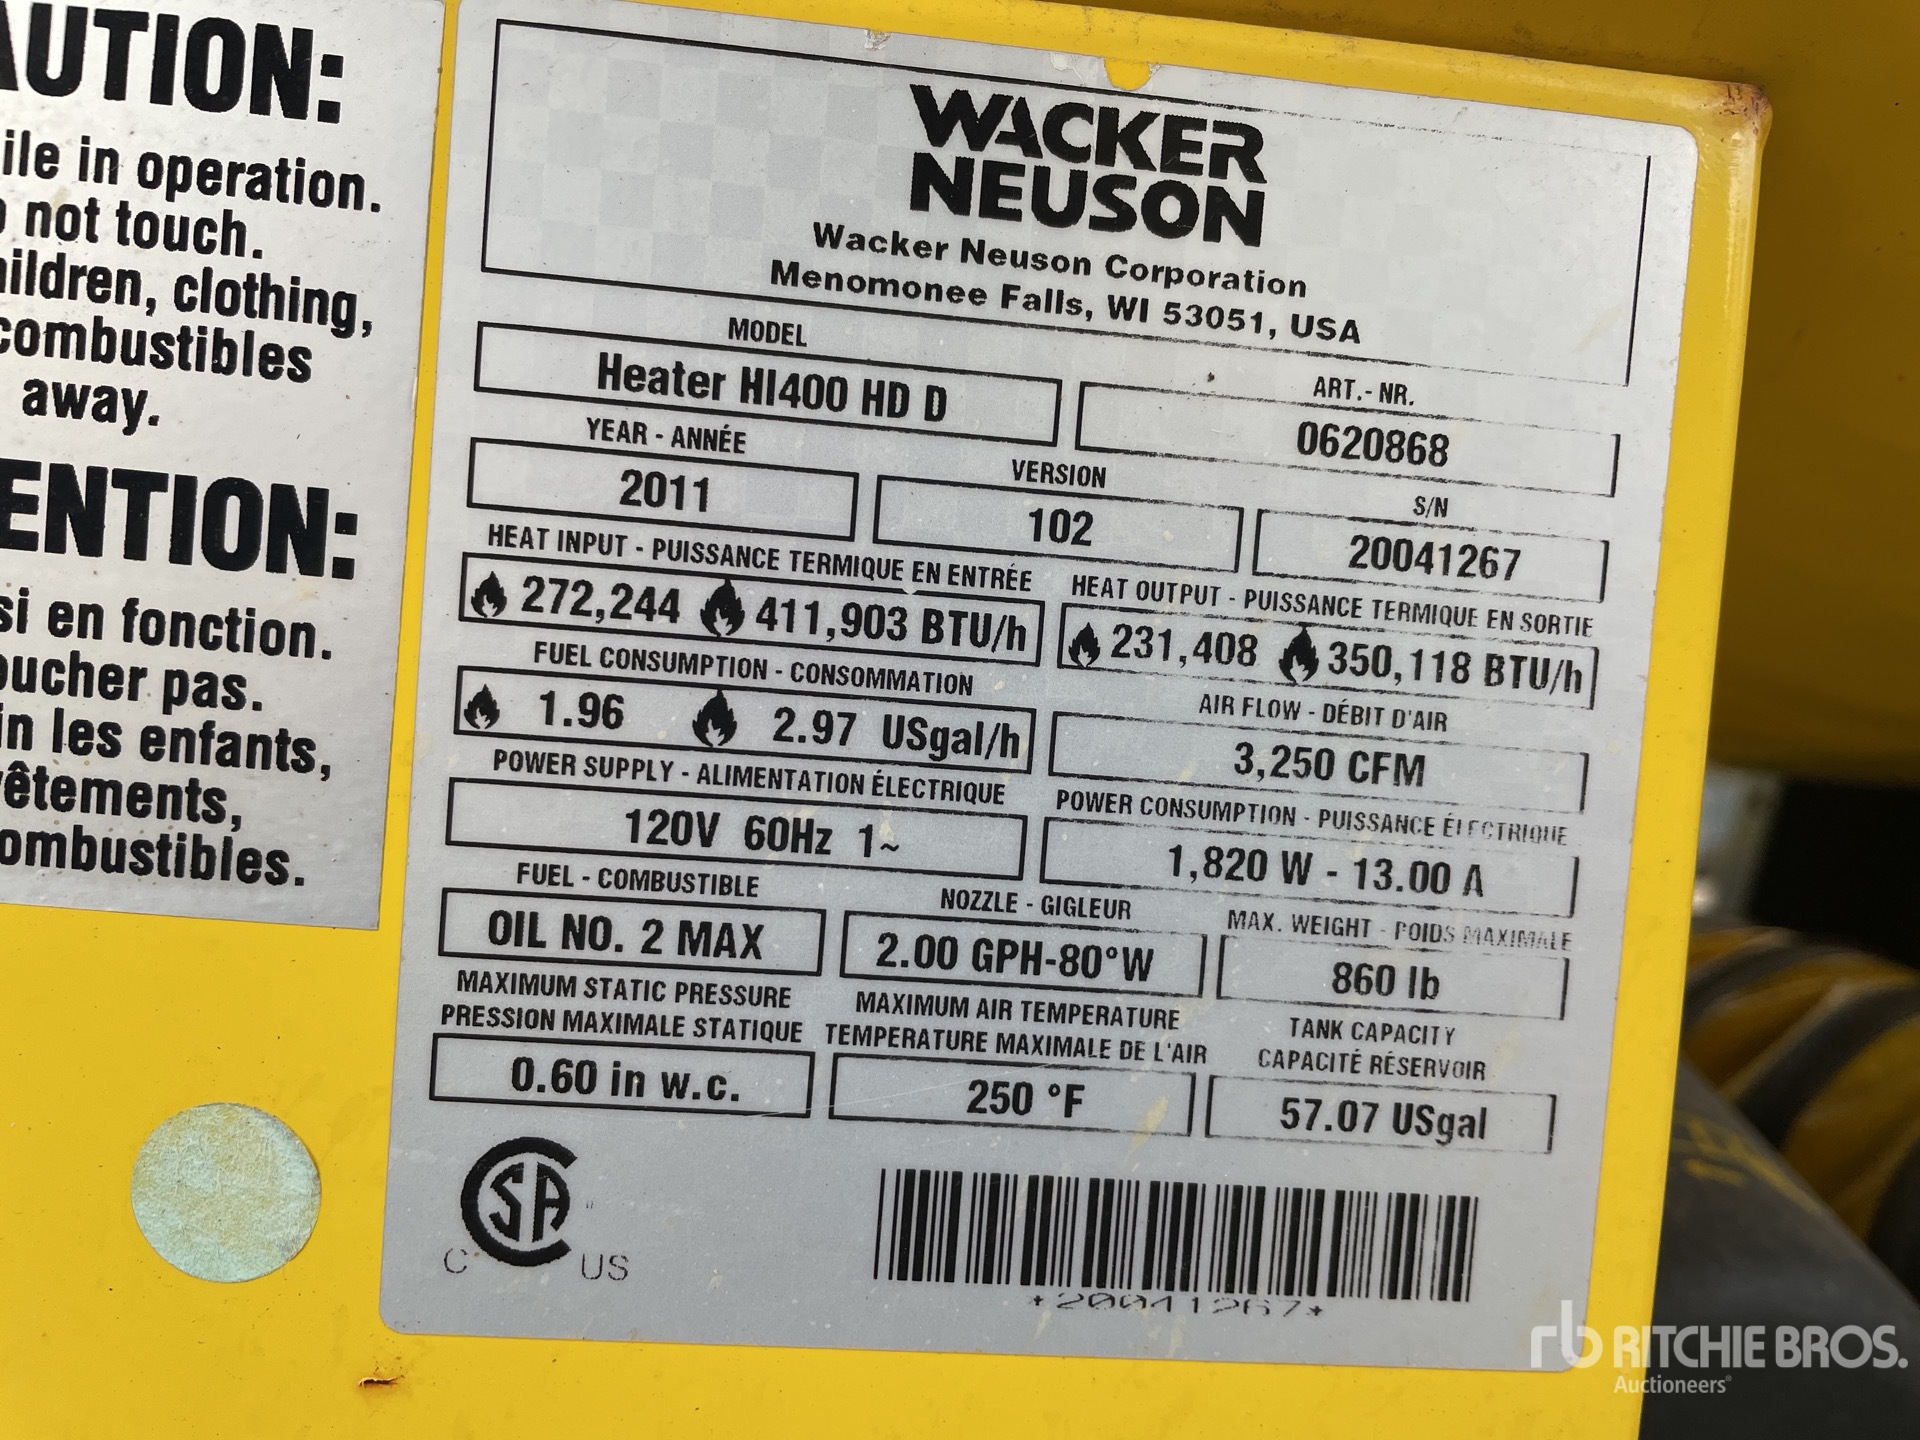 AUTION:
ile in operation.
not touch.
ildren, clothing,
combustibles
away.
ENTION:
si en fonction.
oucher pas.
in les enfants,
êtements,
ombustibles.
WACKER
NEUSON
Wacker Neuson Corporation
Menomonee Falls, WI 53051, USA
MODEL
Heater HI400 HD D
ART.- NR.
0620868
YEAR - ANNÉE
2011
VERSION
102
S/N
20041267
HEAT INPUT - PUISSANCE TERMIQUE EN ENTRÉE
272,244 411,903 BTU/h
HEAT OUTPUT - PUISSANCE TERMIQUE EN SORTIE
231,408 350,118 BTU/h
FUEL CONSUMPTION - CONSOMMATION
1.96 2.97 USgal/h
AIR FLOW - DÉBIT D'AIR
3,250 CFM
POWER SUPPLY - ALIMENTATION ÉLECTRIQUE
120V 60Hz 1~
POWER CONSUMPTION - PUISSANCE ÉLECTRIQUE
1,820 W - 13.00 A
FUEL - COMBUSTIBLE
OIL NO. 2 MAX
NOZZLE - GIGLEUR
2.00 GPH-80°W
MAX. WEIGHT - POIDS MAXIMALE
860 lb
MAXIMUM STATIC PRESSURE
PRESSION MAXIMALE STATIQUE
0.60 in w.c.
MAXIMUM AIR TEMPERATURE
TEMPERATURE MAXIMALE DE L'AIR
250 °F
TANK CAPACITY
CAPACITÉ RÉSERVOIR
57.07 USgal
CSA
C US
*20041267*
rb RITCHIE BROS.
Auctioneers